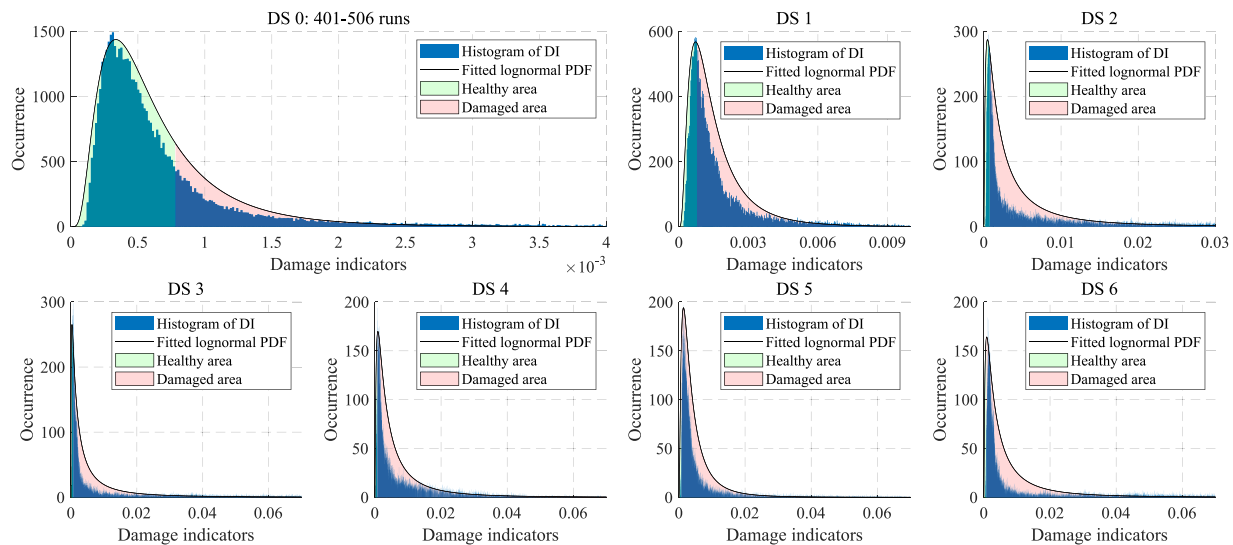 DS 0: 401-506 runs
1500
1000
500
0
Occurrence
0 0.5 1 1.5 2 2.5 3 3.5 4
×10⁻³
Damage indicators
Histogram of DI
Fitted lognormal PDF
Healthy area
Damaged area
DS 1
600
400
200
0
Occurrence
0 0.003 0.006 0.009
Damage indicators
Histogram of DI
Fitted lognormal PDF
Healthy area
Damaged area
DS 2
300
200
100
0
Occurrence
0 0.01 0.02 0.03
Damage indicators
Histogram of DI
Fitted lognormal PDF
Healthy area
Damaged area
DS 3
300
200
100
0
Occurrence
0 0.02 0.04 0.06
Damage indicators
Histogram of DI
Fitted lognormal PDF
Healthy area
Damaged area
DS 4
200
150
100
50
0
Occurrence
0 0.02 0.04 0.06
Damage indicators
Histogram of DI
Fitted lognormal PDF
Healthy area
Damaged area
DS 5
200
150
100
50
0
Occurrence
0 0.02 0.04 0.06
Damage indicators
Histogram of DI
Fitted lognormal PDF
Healthy area
Damaged area
DS 6
200
150
100
50
0
Occurrence
0 0.02 0.04 0.06
Damage indicators
Histogram of DI
Fitted lognormal PDF
Healthy area
Damaged area